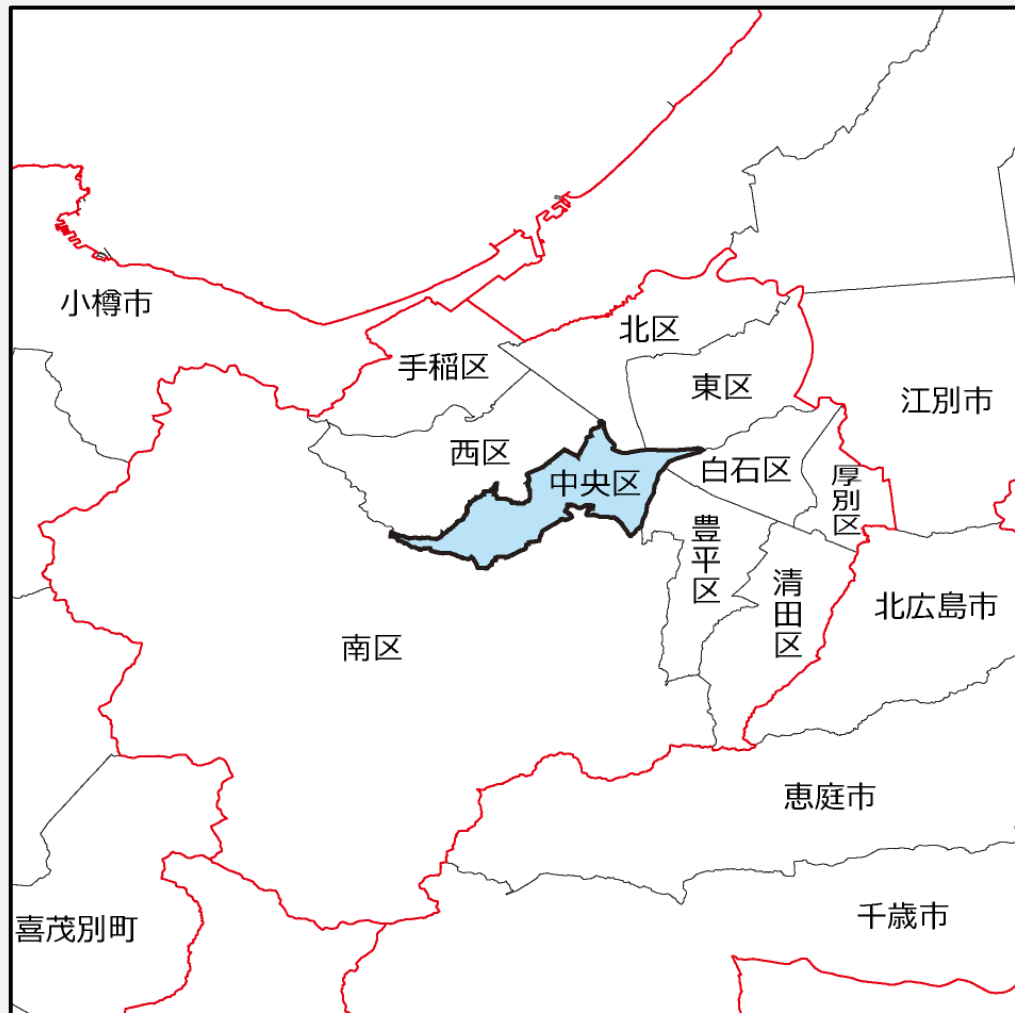 小樽市
北区
手稲区
東区
江別市
西区
中央区
白石区
厚別区
豊平区
清田区
北広島市
南区
恵庭市
千歳市
喜茂別町